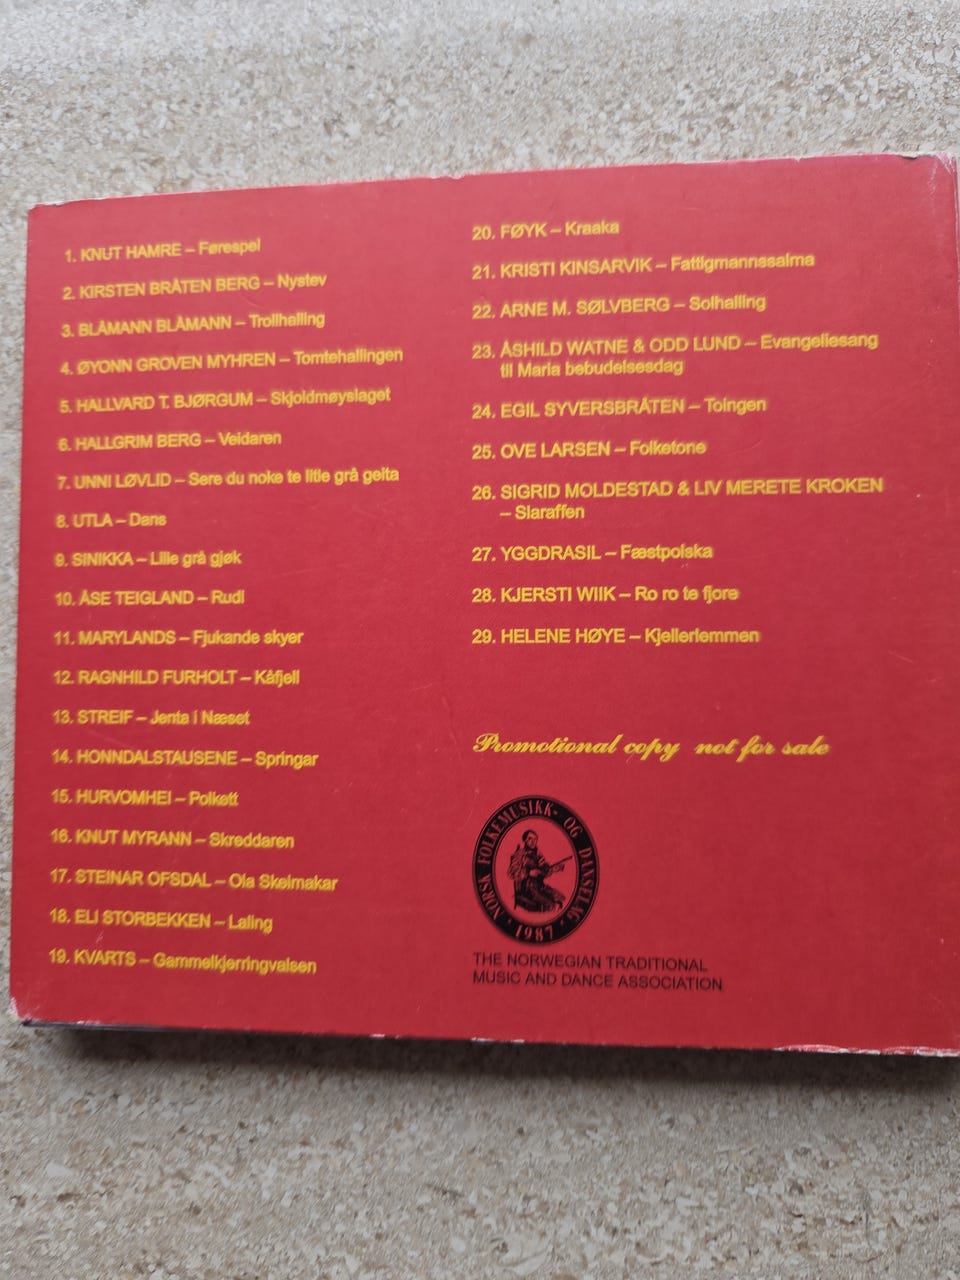 1. KNUT HAMRE – Førespel
2. KIRSTEN BRÅTEN BERG – Nystev
3. BLÅMANN BLÅMANN – Trollhalling
4. ØYONN GROVEN MYHREN – Tomtehallingen
5. HALLVARD T. BJØRGUM – Skjoldmøyslaget
6. HALLGRIM BERG – Veidaren
7. UNNI LØVLID – Sere du noke te litle grå geita
8. UTLA – Dans
9. SINIKKA – Lille grå gjøk
10. ÅSE TEIGLAND – Rudl
11. MARYLANDS – Fjukande skyer
12. RAGNHILD FURHOLT – Kåfjell
13. STREIF – Jenta i Næset
14. HONNDALSTAUSENE – Springar
15. HURVOMHEI – Polkett
16. KNUT MYRANN – Skreddaren
17. STEINAR OFSDAL – Ola Skelmakar
18. ELI STORBEKKEN – Laling
19. KVARTS – Gammelkjerringvalsen
20. FØYK – Kraaka
21. KRISTI KINSARVIK – Fattigmannssalma
22. ARNE M. SØLVBERG – Solhalling
23. ÅSHILD WATNE & ODD LUND – Evangeliesang
til Maria bebudelsesdag
24. EGIL SYVERSBRÅTEN – Tolngen
25. OVE LARSEN – Folketone
26. SIGRID MOLDESTAD & LIV MERETE KROKEN
– Slaraffen
27. YGGDRASIL – Fæstpolska
28. KJERSTI WIIK – Ro ro te fjore
29. HELENE HØYE – Kjellerlemmen
Promotional copy not for sale
NORSK FOLKEMUSIKK- OG DANSELAG
· 1987 ·
THE NORWEGIAN TRADITIONAL
MUSIC AND DANCE ASSOCIATION